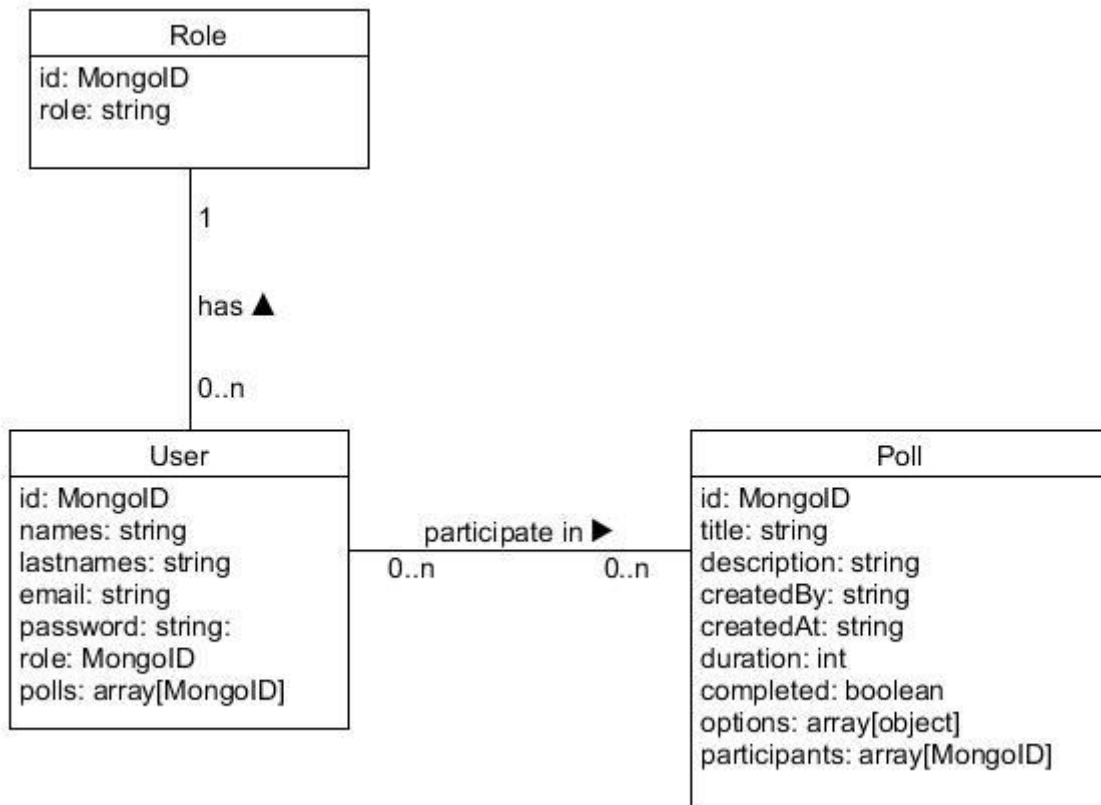 Role
id: MongoID
role: string
1
has ▲
0..n
User
id: MongoID
names: string
lastnames: string
email: string
password: string:
role: MongoID
polls: array[MongoID]
participate in ►
0..n
0..n
Poll
id: MongoID
title: string
description: string
createdBy: string
createdAt: string
duration: int
completed: boolean
options: array[object]
participants: array[MongoID]